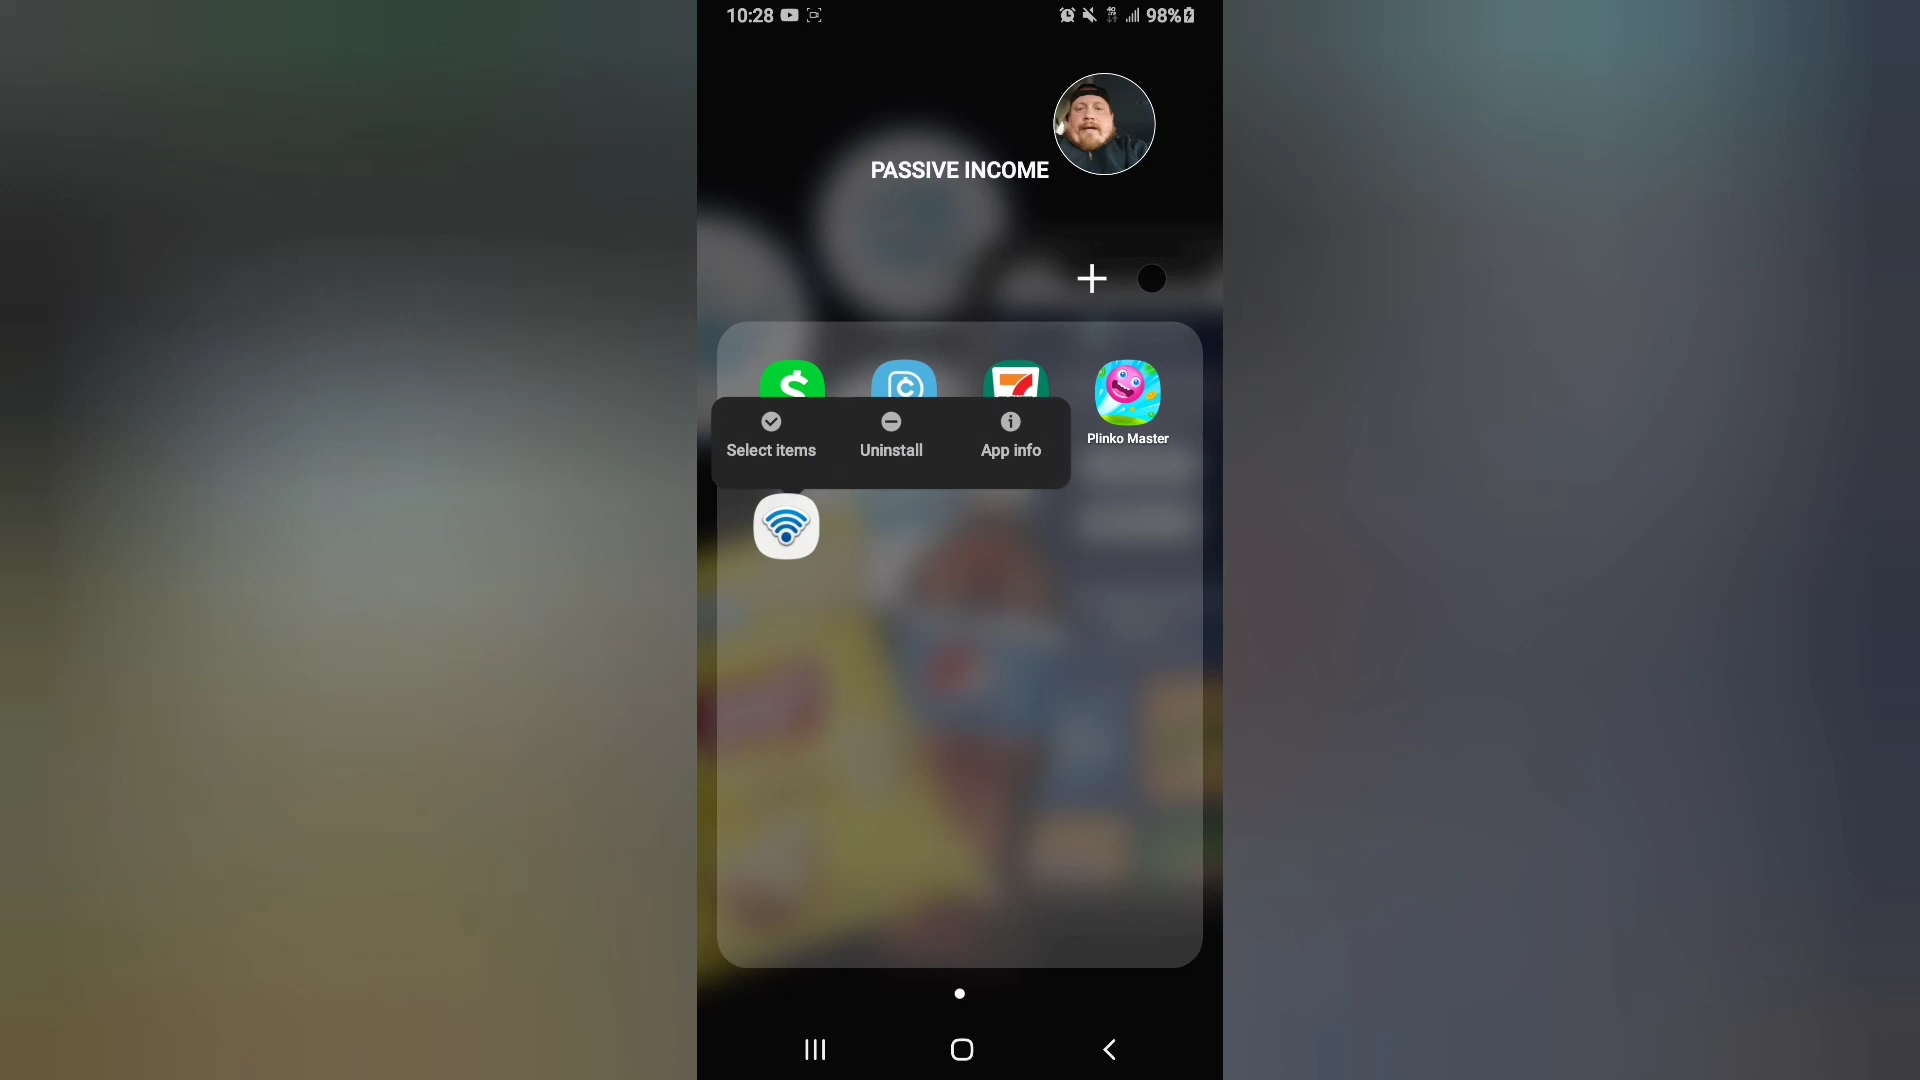 10:28
98%
PASSIVE INCOME
Select items
Uninstall
App info
Plinko Master